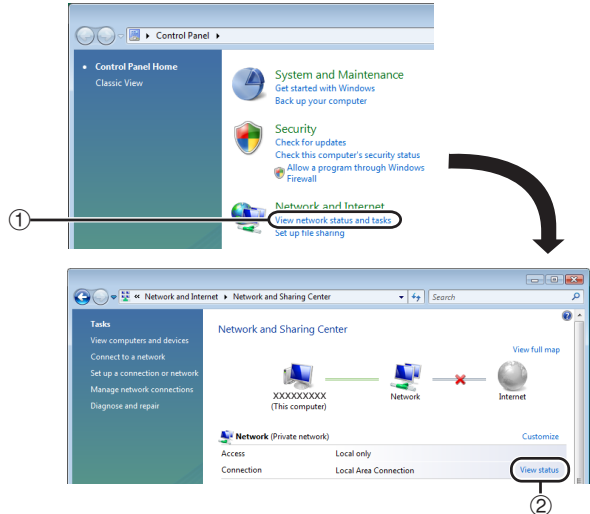 Control Panel
Control Panel Home
Classic View
System and Maintenance
Get started with Windows
Back up your computer
Security
Check for updates
Check this computer's security status
Allow a program through Windows
Firewall
Network and Internet
① View network status and tasks
Set up file sharing
« Network and Internet Network and Sharing Center Search
Tasks
View computers and devices
Connect to a network
Set up a connection or network
Manage network connections
Diagnose and repair
Network and Sharing Center
View full map
XXXXXXXXX
(This computer)
Network
Internet
Network (Private network) Customize
Access Local only
Connection Local Area Connection View status
②